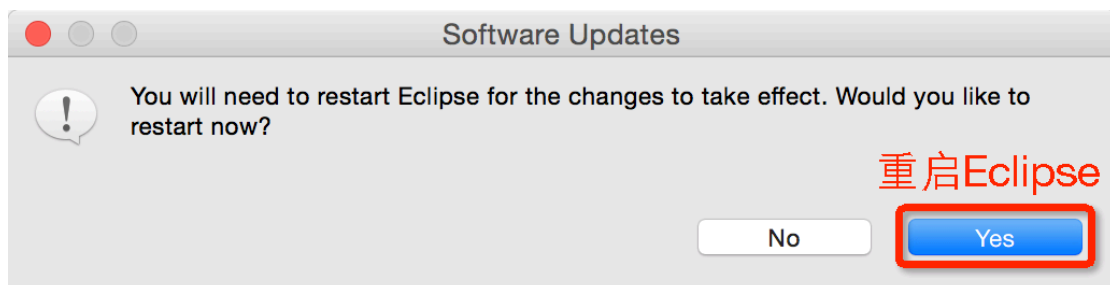 Software Updates
You will need to restart Eclipse for the changes to take effect. Would you like to
restart now?
重启Eclipse
No
Yes